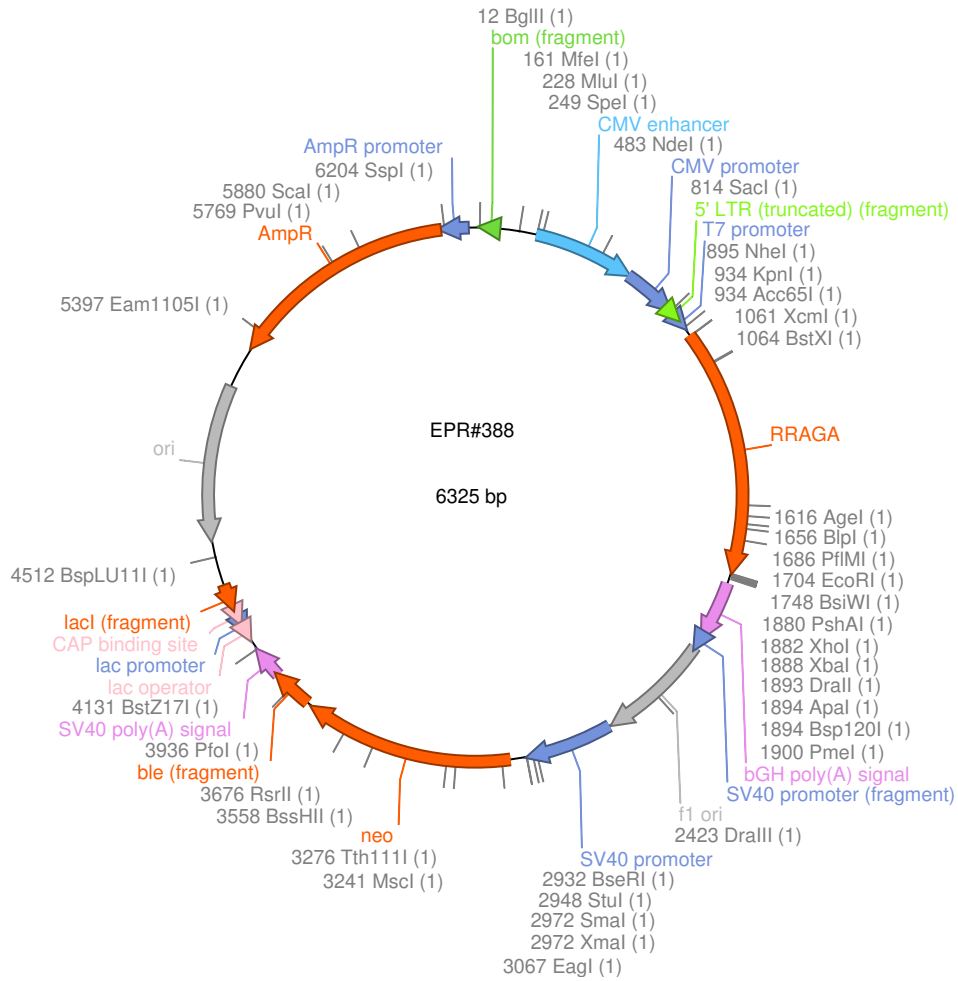 12 BglII (1)
bom (fragment)
161 MfeI (1)
228 MluI (1)
249 SpeI (1)
CMV enhancer
483 NdeI (1)
CMV promoter
814 SacI (1)
5' LTR (truncated) (fragment)
T7 promoter
895 NheI (1)
934 KpnI (1)
934 Acc65I (1)
1061 XcmI (1)
1064 BstXI (1)
RRAGA
1616 AgeI (1)
1656 BlpI (1)
1686 PflMI (1)
1704 EcoRI (1)
1748 BsiWI (1)
1880 PshAI (1)
1882 XhoI (1)
1888 XbaI (1)
1893 DraII (1)
1894 ApaI (1)
1894 Bsp120I (1)
1900 PmeI (1)
bGH poly(A) signal
SV40 promoter (fragment)
f1 ori
2423 DraIII (1)
SV40 promoter
2932 BseRI (1)
2948 StuI (1)
2972 SmaI (1)
2972 XmaI (1)
3067 EagI (1)
3241 MscI (1)
3276 Tth111I (1)
neo
3558 BssHII (1)
3676 RsrII (1)
ble (fragment)
3936 PfoI (1)
SV40 poly(A) signal
4131 BstZ17I (1)
lac operator
lac promoter
CAP binding site
lacI (fragment)
4512 BspLU11I (1)
ori
5397 Eam1105I (1)
AmpR
5769 PvuI (1)
5880 ScaI (1)
6204 SspI (1)
AmpR promoter
EPR#388
6325 bp